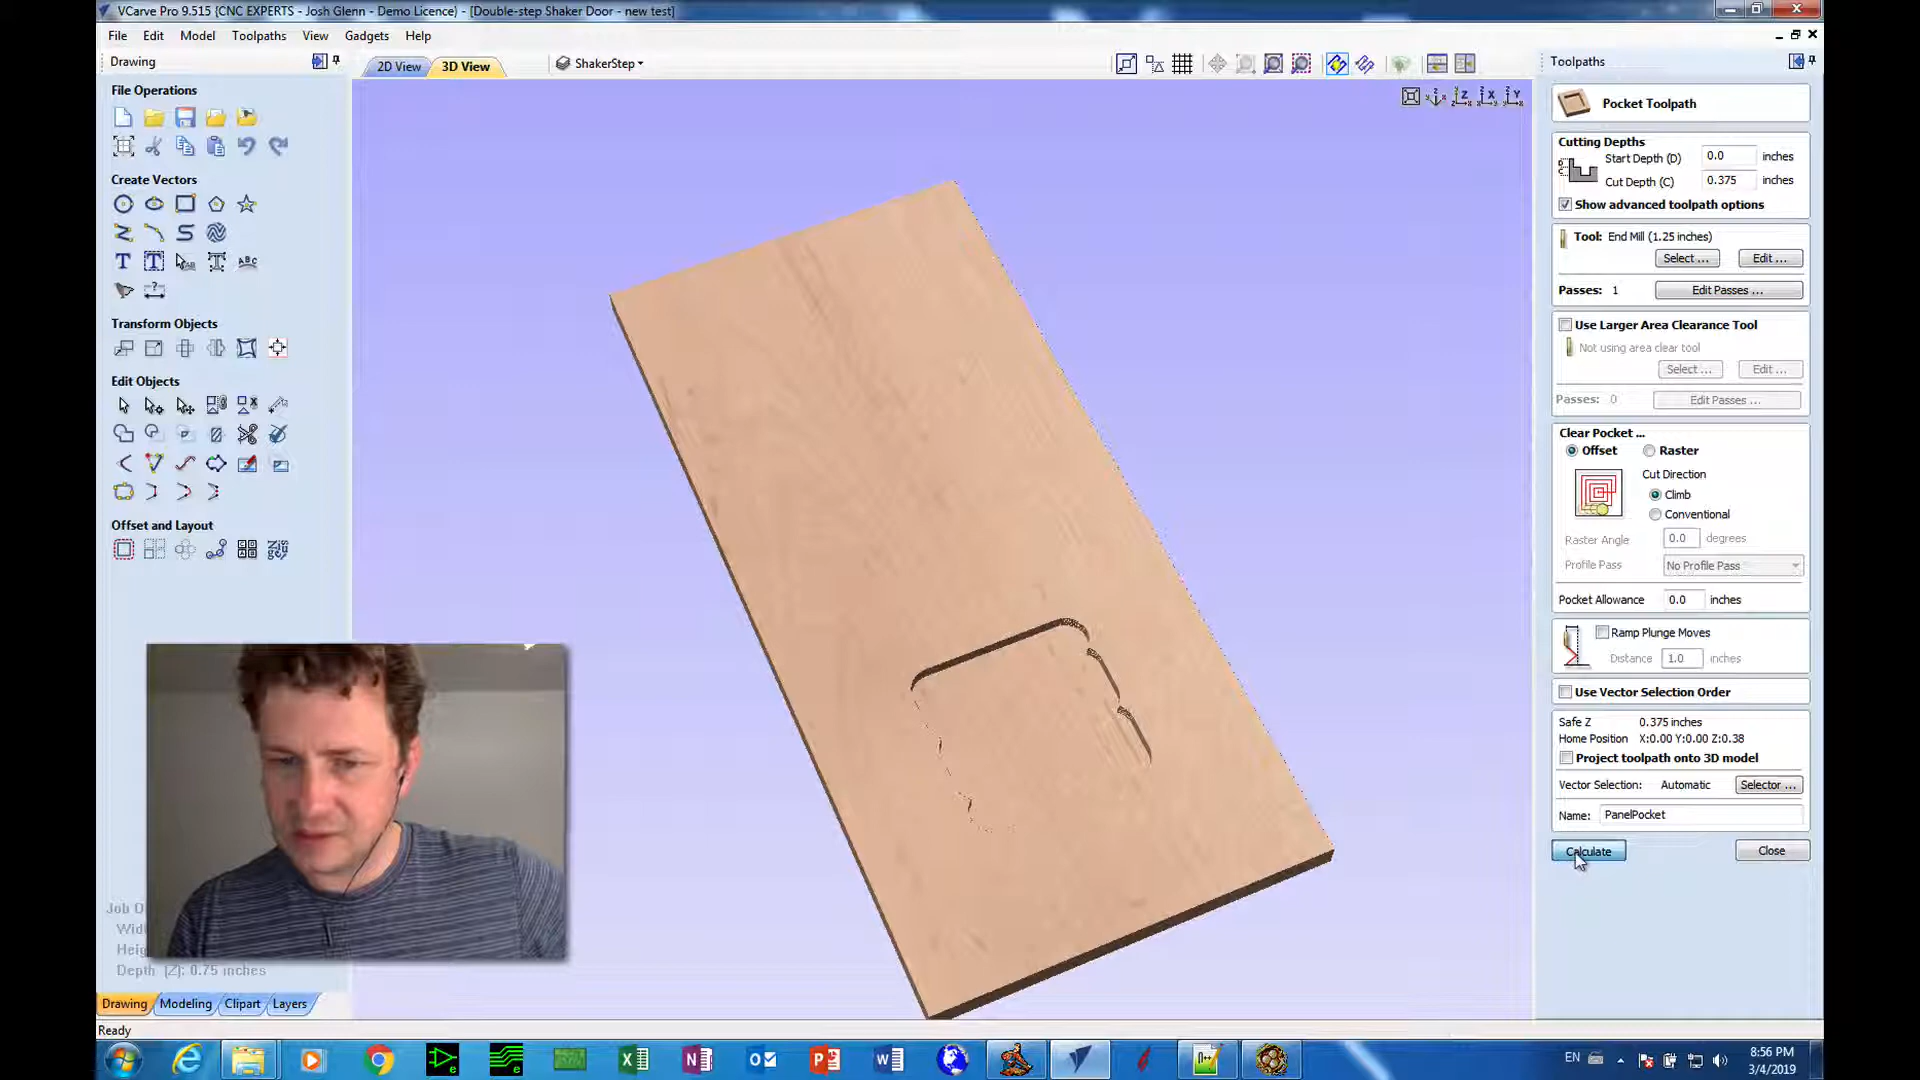 VCarve Pro 9.515 {CNC EXPERTS - Josh Glenn - Demo Licence} - [Double-step Shaker Door - new test]
File Edit Model Toolpaths View Gadgets Help
Drawing
2D View 3D View
ShakerStep
Toolpaths
File Operations
Create Vectors
Transform Objects
Edit Objects
Offset and Layout
Job D
Widt
Heig
Depth (Z): 0.75 inches
Drawing Modeling Clipart Layers
Ready
Pocket Toolpath
Cutting Depths
Start Depth (D) 0.0 inches
Cut Depth (C) 0.375 inches
Show advanced toolpath options
Tool: End Mill (1.25 inches)
Select ... Edit ...
Passes: 1 Edit Passes ...
Use Larger Area Clearance Tool
Not using area clear tool
Select ... Edit ...
Passes: 0 Edit Passes ...
Clear Pocket ...
Offset Raster
Cut Direction
Climb
Conventional
Raster Angle 0.0 degrees
Profile Pass No Profile Pass
Pocket Allowance 0.0 inches
Ramp Plunge Moves
Distance 1.0 inches
Use Vector Selection Order
Safe Z 0.375 inches
Home Position X:0.00 Y:0.00 Z:0.38
Project toolpath onto 3D model
Vector Selection: Automatic Selector ...
Name: PanelPocket
Calculate Close
EN
8:56 PM
3/4/2019